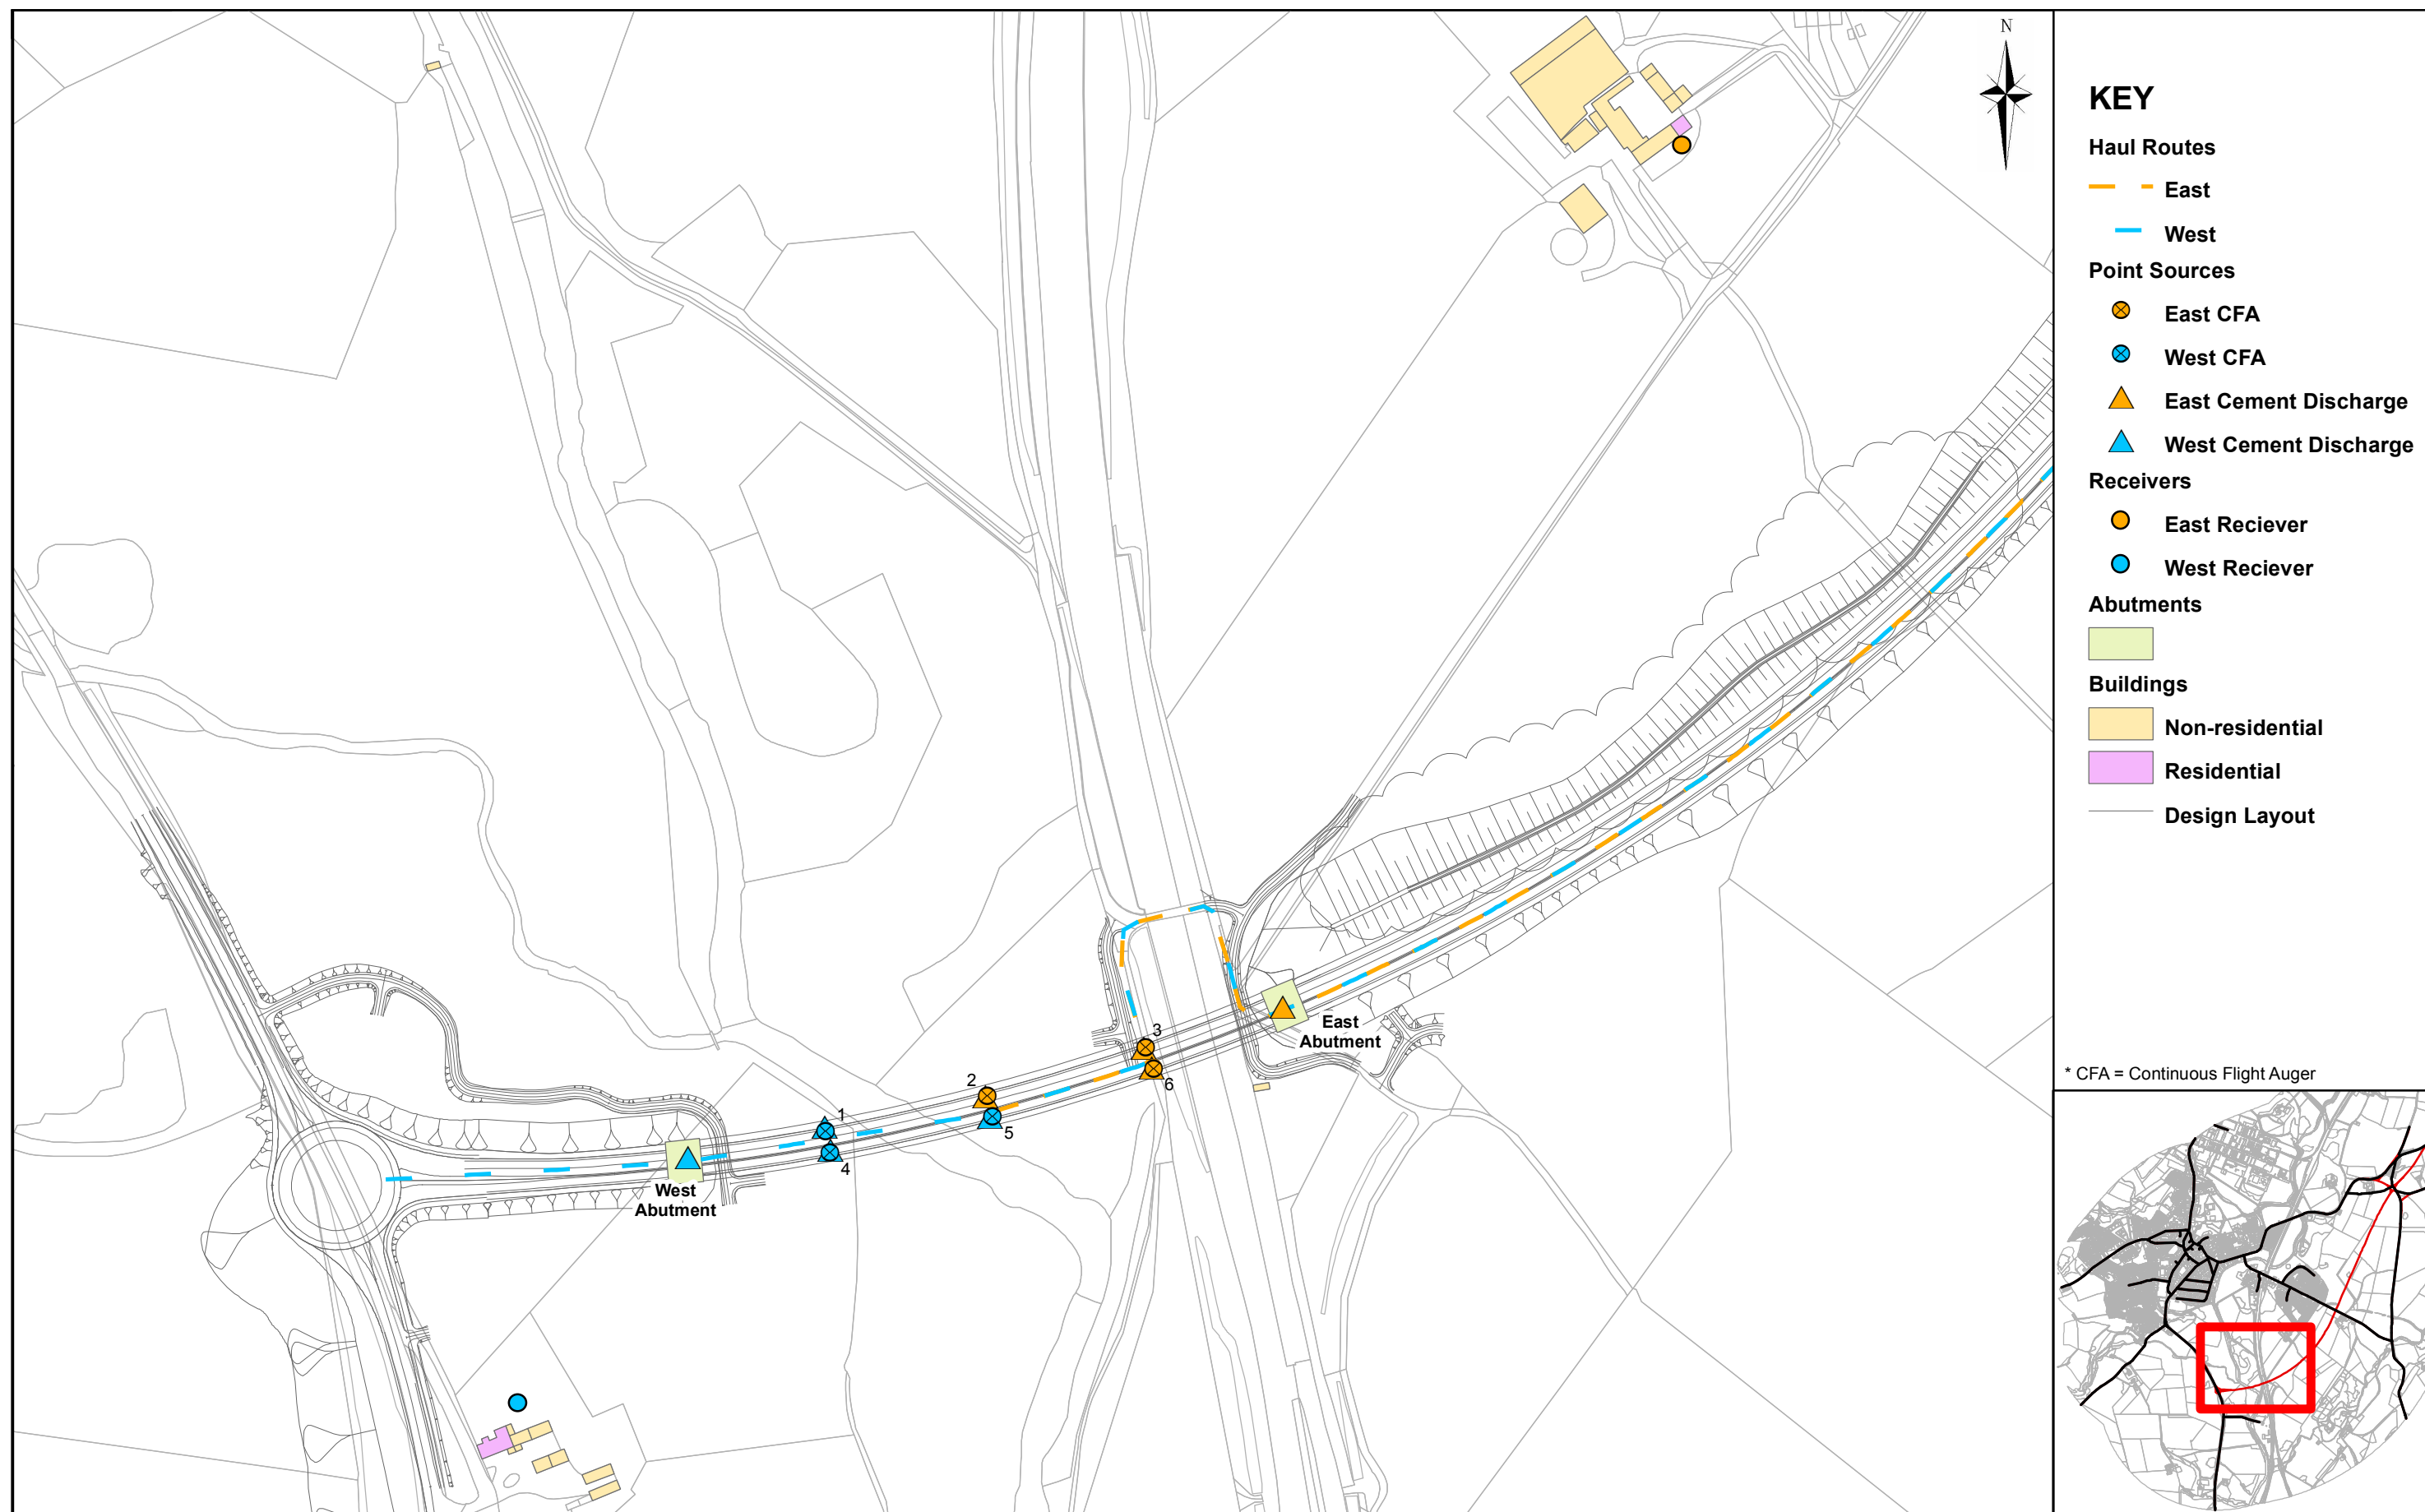 N
KEY
Haul Routes
East
West
Point Sources
East CFA
West CFA
East Cement Discharge
West Cement Discharge
Receivers
East Reciever
West Reciever
Abutments
Buildings
Non-residential
Residential
Design Layout
* CFA = Continuous Flight Auger
East
Abutment
3
6
2
5
1
4
West
Abutment